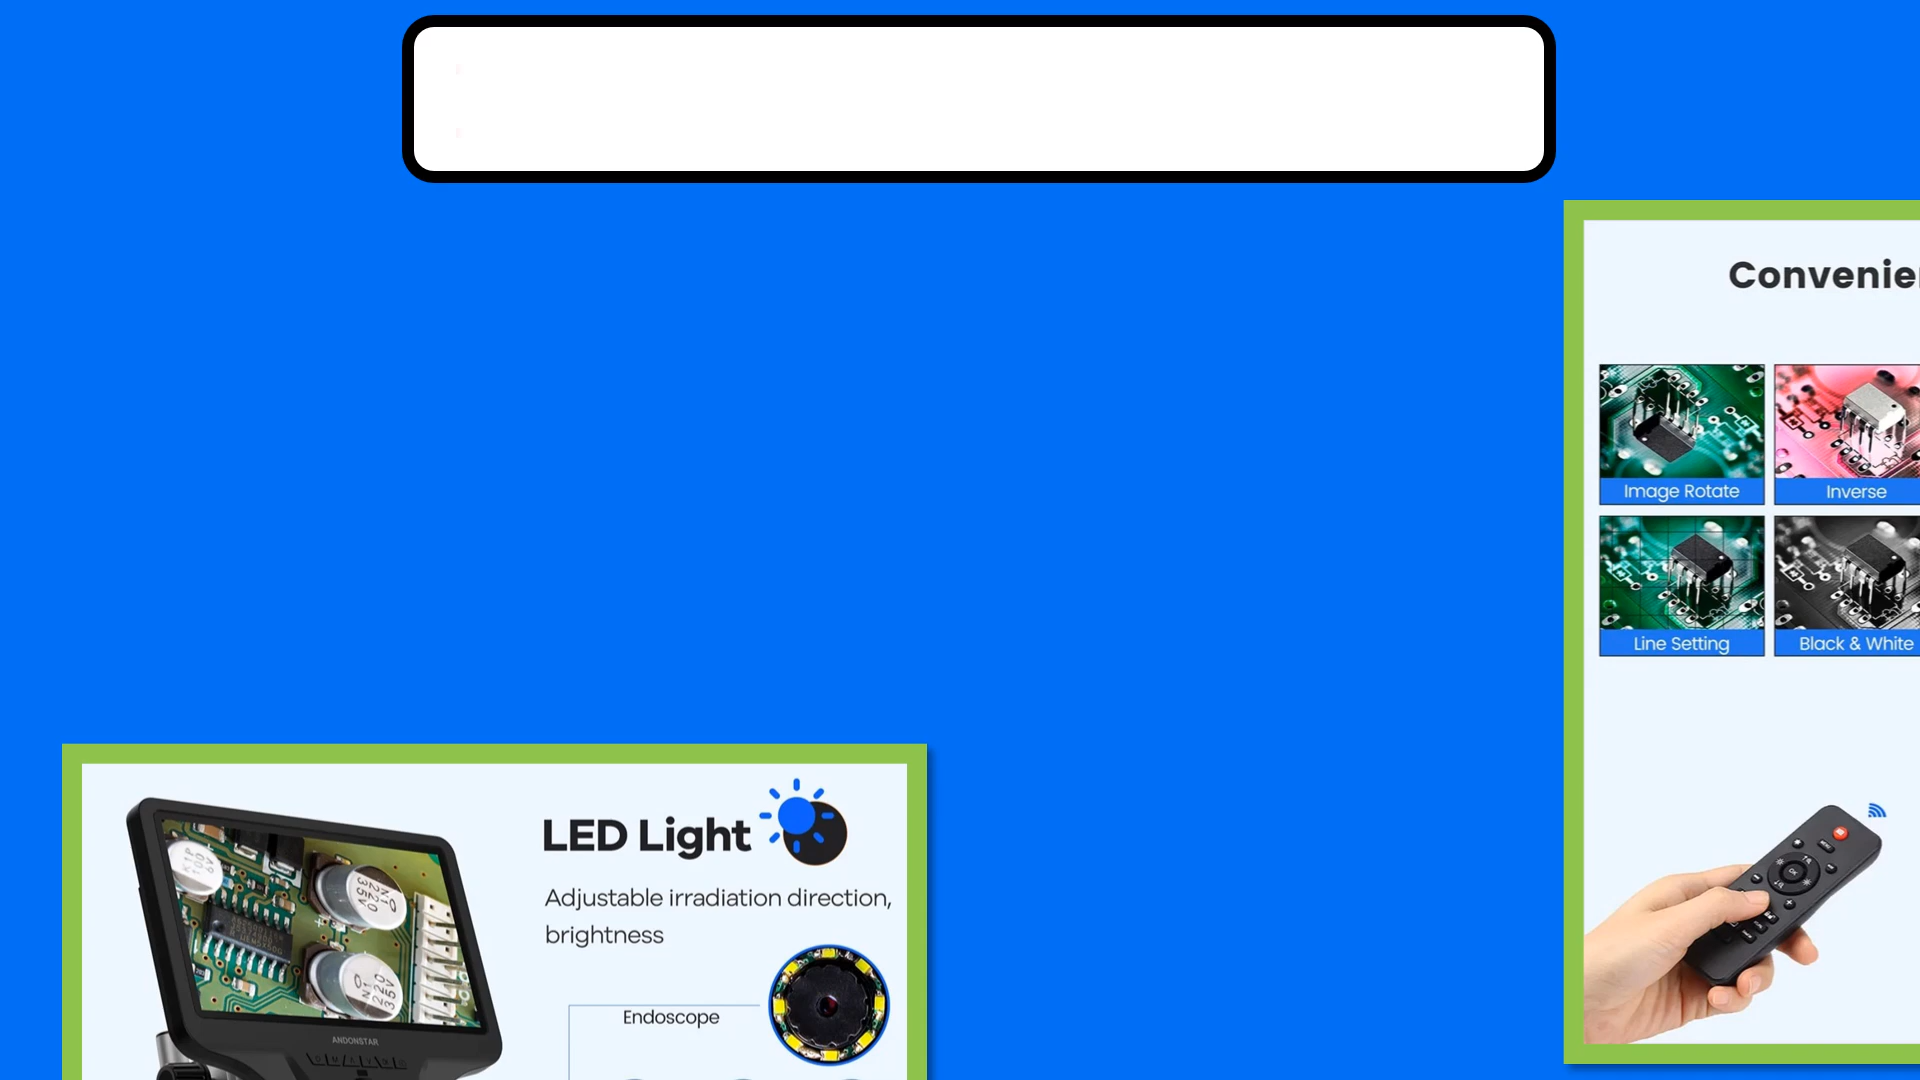 Convenie
Image Rotate
Inverse
Line Setting
Black & White
LED Light
Adjustable irradiation direction,
brightness
Endoscope
ANDONSTAR